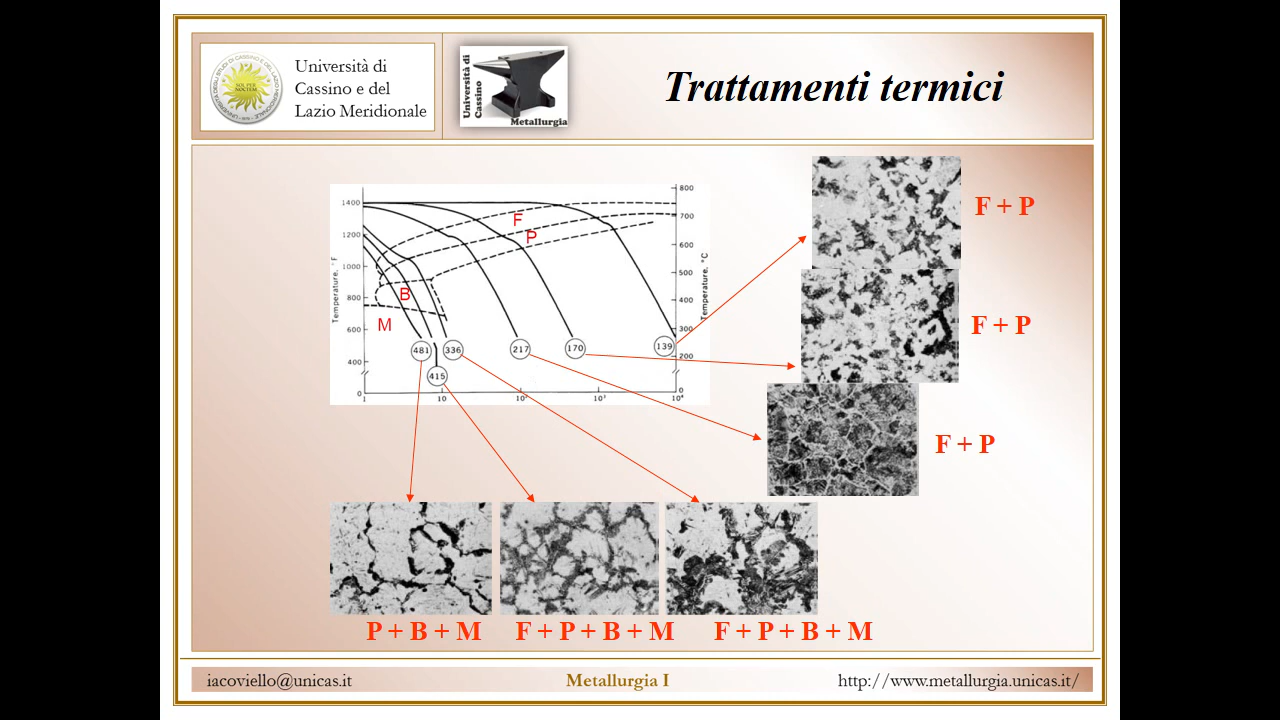 Università di
Cassino e del
Lazio Meridionale
Università di
Cassino
Metallurgia
Trattamenti termici
Temperature, °F
1400
1200
1000
800
600
400
0
800
700
600
500
400
300
200
0
Temperature, °C
1
10
10²
10³
10⁴
F
P
B
M
481
336
415
217
170
139
F + P
F + P
F + P
P + B + M
F + P + B + M
F + P + B + M
iacoviello@unicas.it
Metallurgia I
http://www.metallurgia.unicas.it/